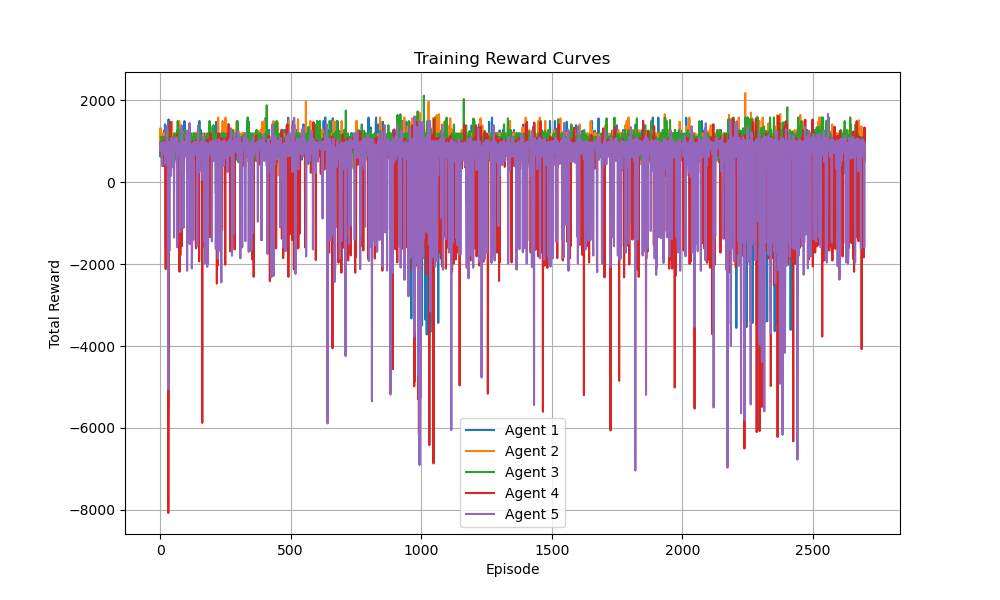 Training Reward Curves
Total Reward
2000
0
−2000
−4000
−6000
−8000
Agent 1
Agent 2
Agent 3
Agent 4
Agent 5
0 500 1000 1500 2000 2500
Episode